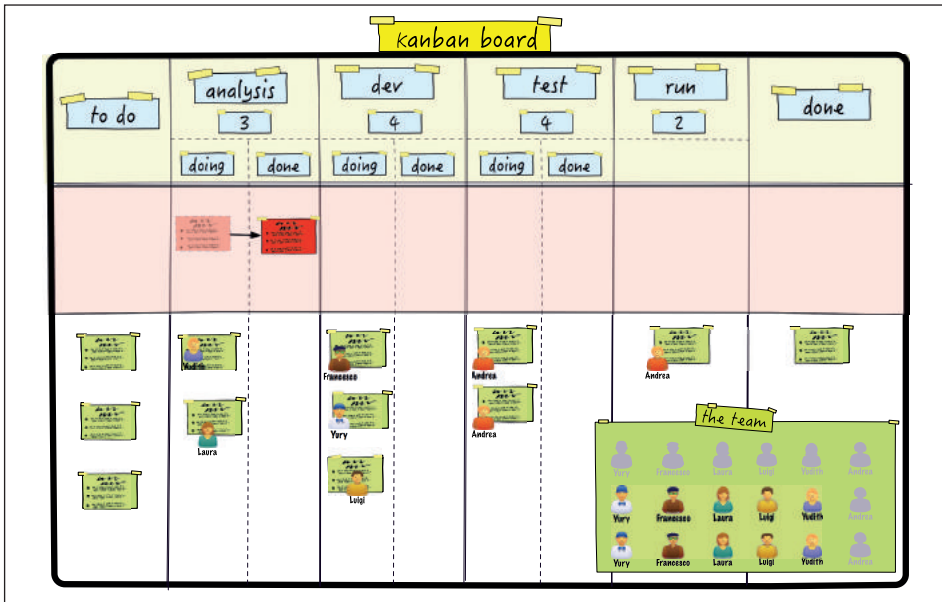 kanban board
to do
analysis
dev
test
run
done
3
4
4
2
doing
done
doing
done
doing
done
Yudith
Francesco
Andrea
Andrea
Laura
Yury
Andrea
Luigi
the team
Yury Francesco Laura Luigi Yudith Andrea
Yury Francesco Laura Luigi Yudith Andrea
Yury Francesco Laura Luigi Yudith Andrea